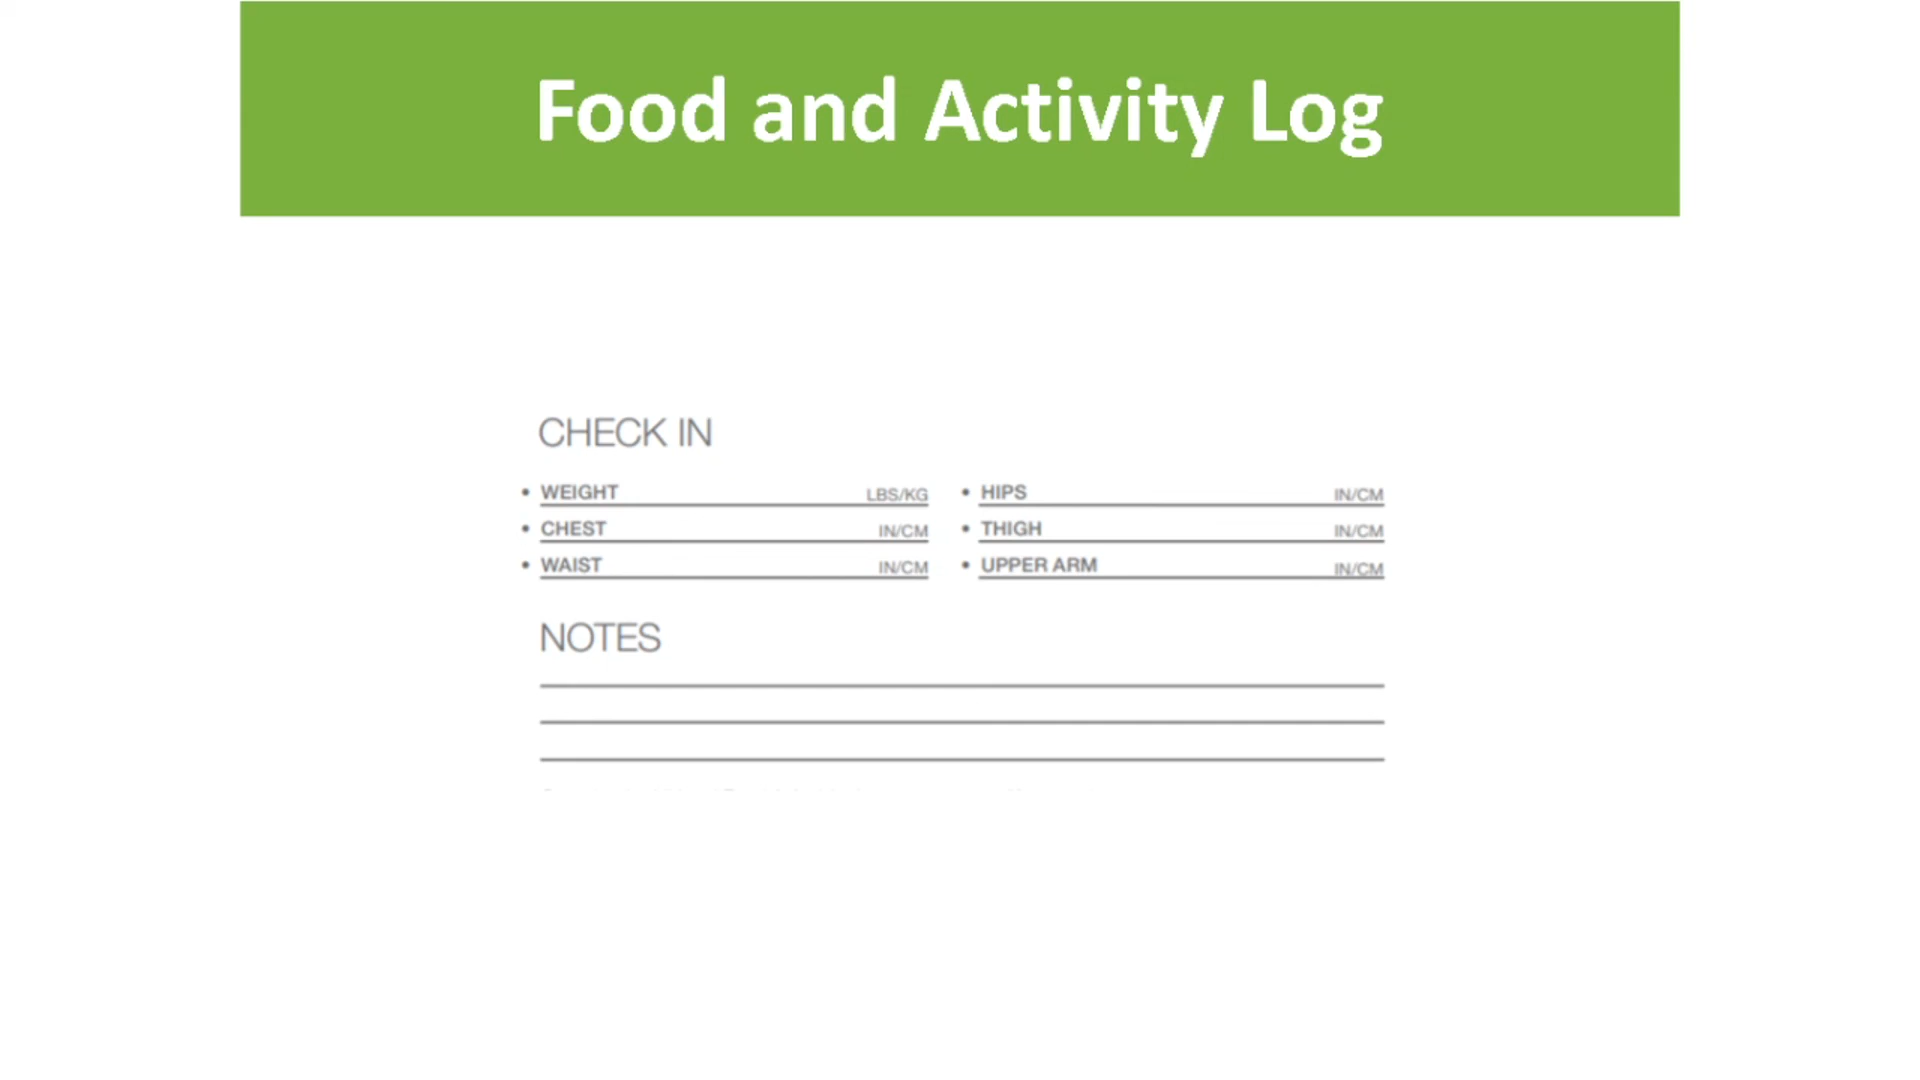 Food and Activity Log
CHECK IN
• WEIGHT LBS/KG • HIPS IN/CM
• CHEST IN/CM • THIGH IN/CM
• WAIST IN/CM • UPPER ARM IN/CM
NOTES